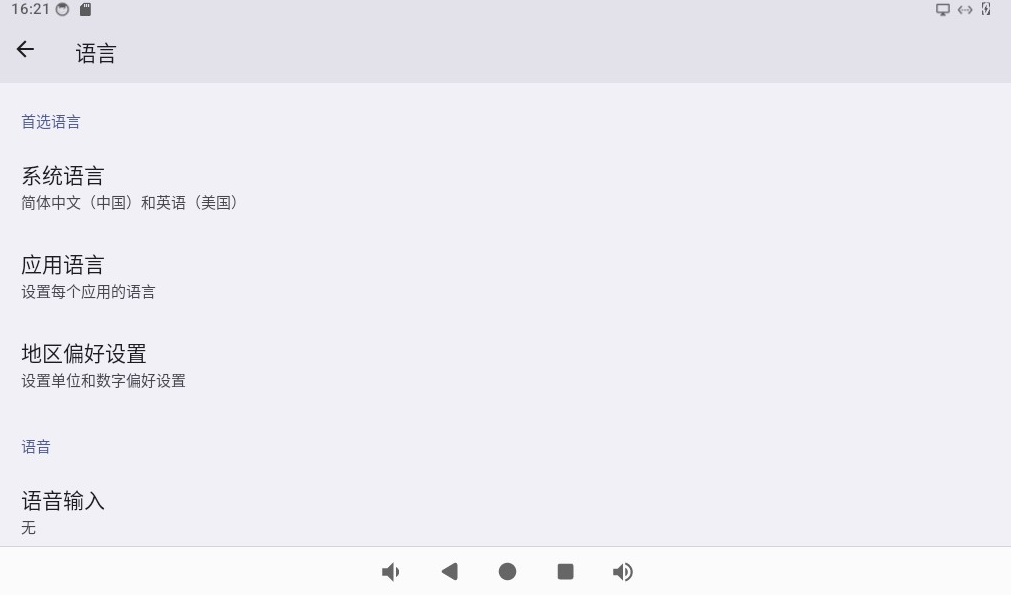 16:21
语言
首选语言
系统语言
简体中文（中国）和英语（美国）
应用语言
设置每个应用的语言
地区偏好设置
设置单位和数字偏好设置
语音
语音输入
无